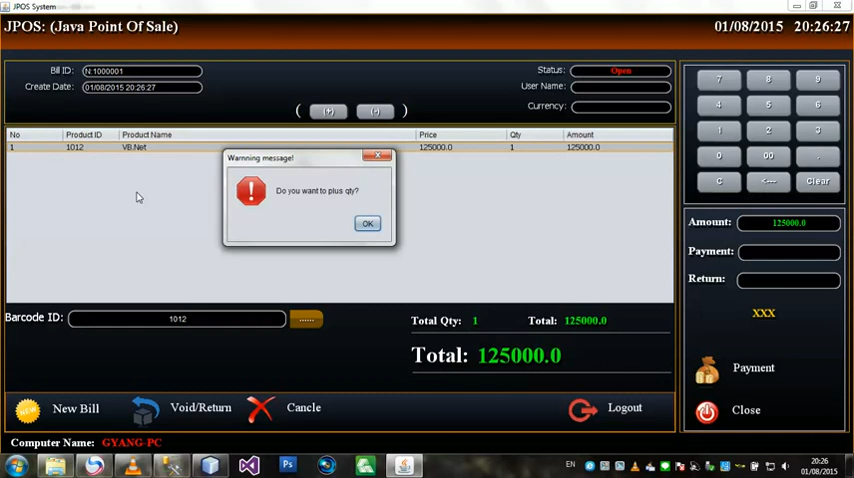 JPOS System
JPOS: (Java Point Of Sale)
01/08/2015 20:26:27
Bill ID: N:1000001
Create Date: 01/08/2015 20:26:27
Status: Open
User Name:
Currency:
( (+) (-) )
No Product ID Product Name Price Qty Amount
1 1012 VB.Net 125000.0 1 125000.0
Warnning message!
Do you want to plus qty?
OK
7 8 9
4 5 6
1 2 3
0 00 .
C <--- Clear
Amount: 125000.0
Payment:
Return:
XXX
Payment
Close
Barcode ID: 1012 ......
Total Qty: 1 Total: 125000.0
Total: 125000.0
NEW New Bill Void/Return Cancle Logout
Computer Name: GYANG-PC
Ps
EN
20:26
01/08/2015